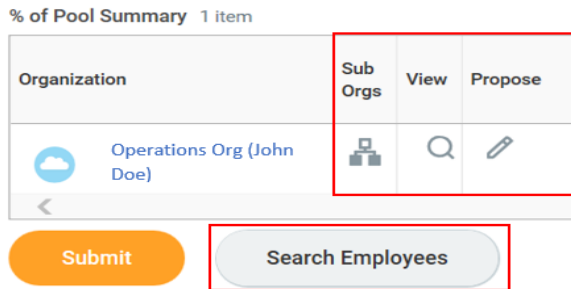 % of Pool Summary 1 item
Organization
Sub
Orgs
View
Propose
Operations Org (John
Doe)
Submit
Search Employees